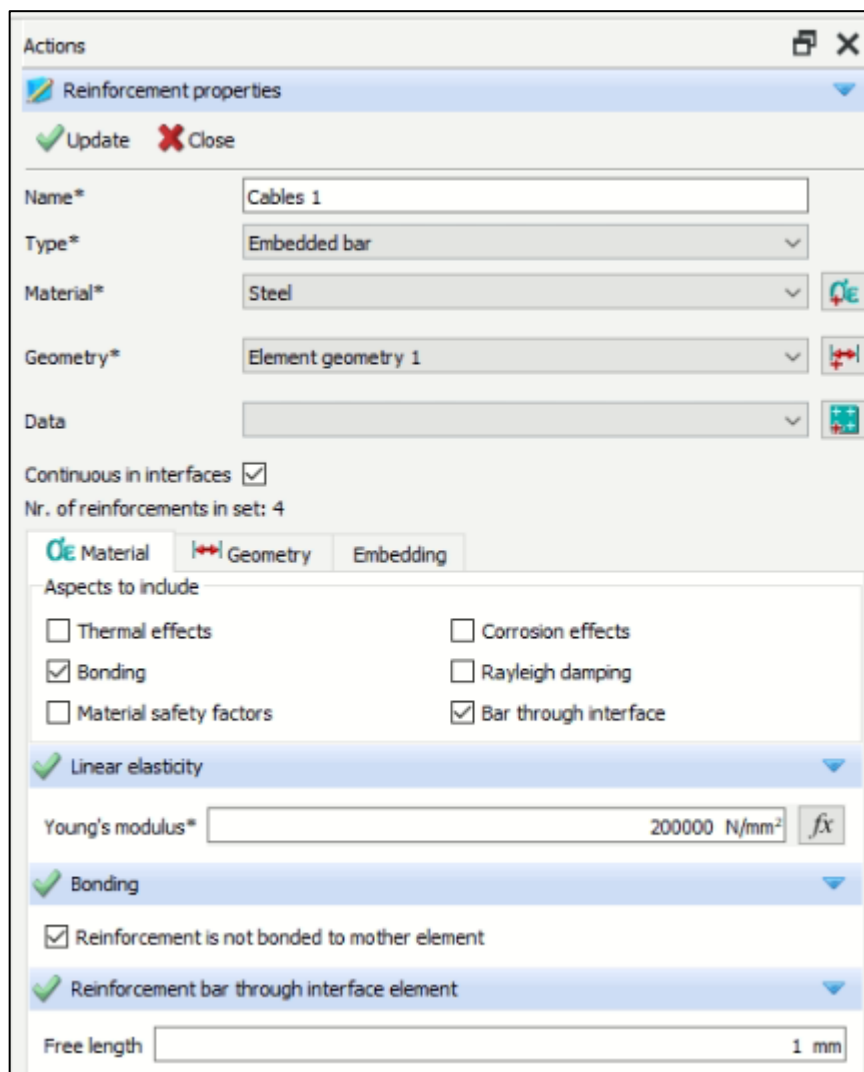 Actions
Reinforcement properties
Update Close
Name* Cables 1
Type* Embedded bar
Material* Steel
Geometry* Element geometry 1
Data
Continuous in interfaces
Nr. of reinforcements in set: 4
Material Geometry Embedding
Aspects to include
Thermal effects Corrosion effects
Bonding Rayleigh damping
Material safety factors Bar through interface
Linear elasticity
Young's modulus* 200000 N/mm² fx
Bonding
Reinforcement is not bonded to mother element
Reinforcement bar through interface element
Free length 1 mm